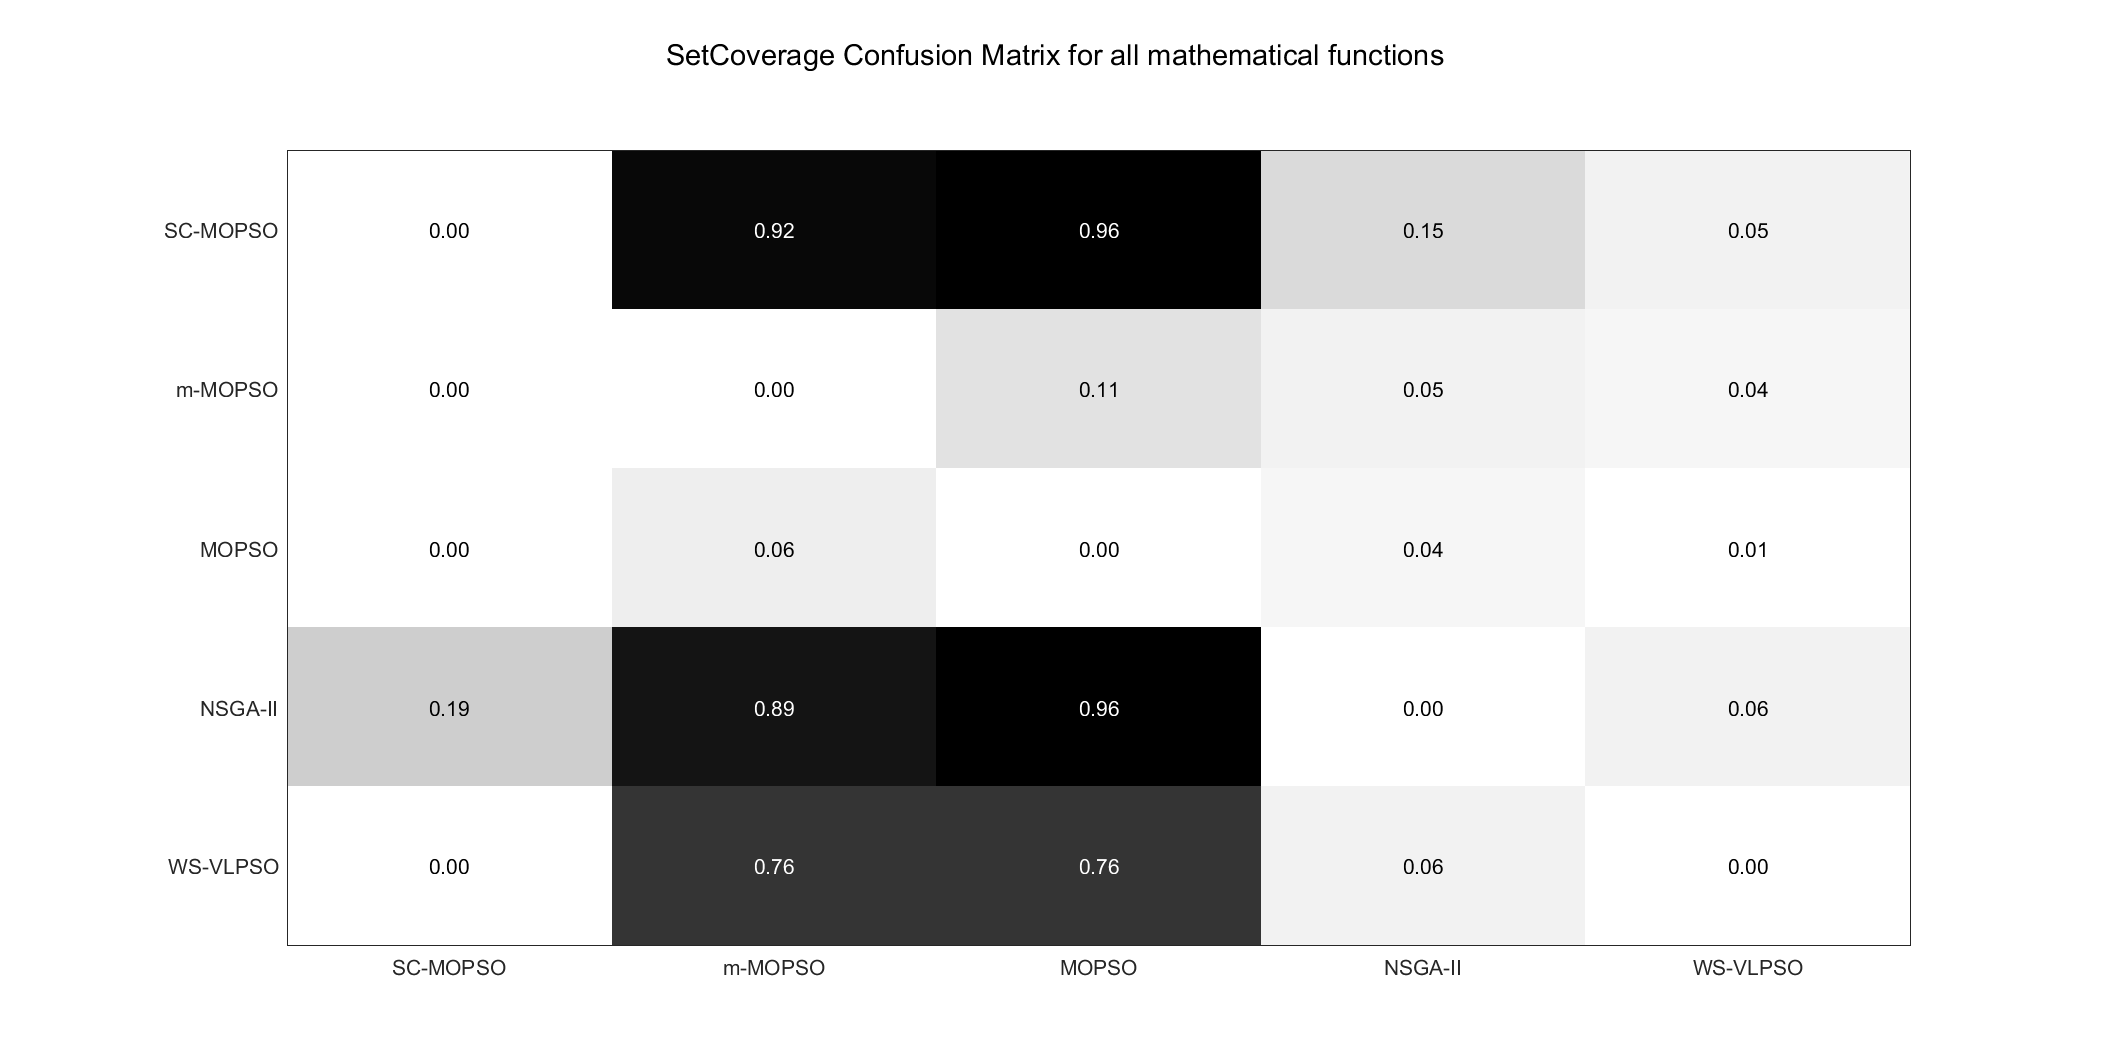 SetCoverage Confusion Matrix for all mathematical functions
SC-MOPSO 0.00 0.92 0.96 0.15 0.05
m-MOPSO 0.00 0.00 0.11 0.05 0.04
MOPSO 0.00 0.06 0.00 0.04 0.01
NSGA-II 0.19 0.89 0.96 0.00 0.06
WS-VLPSO 0.00 0.76 0.76 0.06 0.00
SC-MOPSO m-MOPSO MOPSO NSGA-II WS-VLPSO